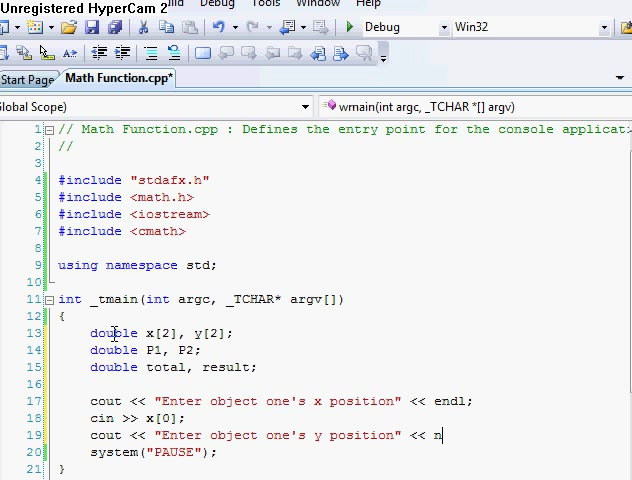 Unregistered HyperCam 2
Debug Tools Window Help
Debug Win32
Start Page Math Function.cpp*
Global Scope) wmain(int argc, _TCHAR *[] argv)
1 // Math Function.cpp : Defines the entry point for the console applicat
2 //
3
4 #include "stdafx.h"
5 #include <math.h>
6 #include <iostream>
7 #include <cmath>
8
9 using namespace std;
10
11 int _tmain(int argc, _TCHAR* argv[])
12 {
13 double x[2], y[2];
14 double P1, P2;
15 double total, result;
16
17 cout << "Enter object one's x position" << endl;
18 cin >> x[0];
19 cout << "Enter object one's y position" << n
20 system("PAUSE");
21 }